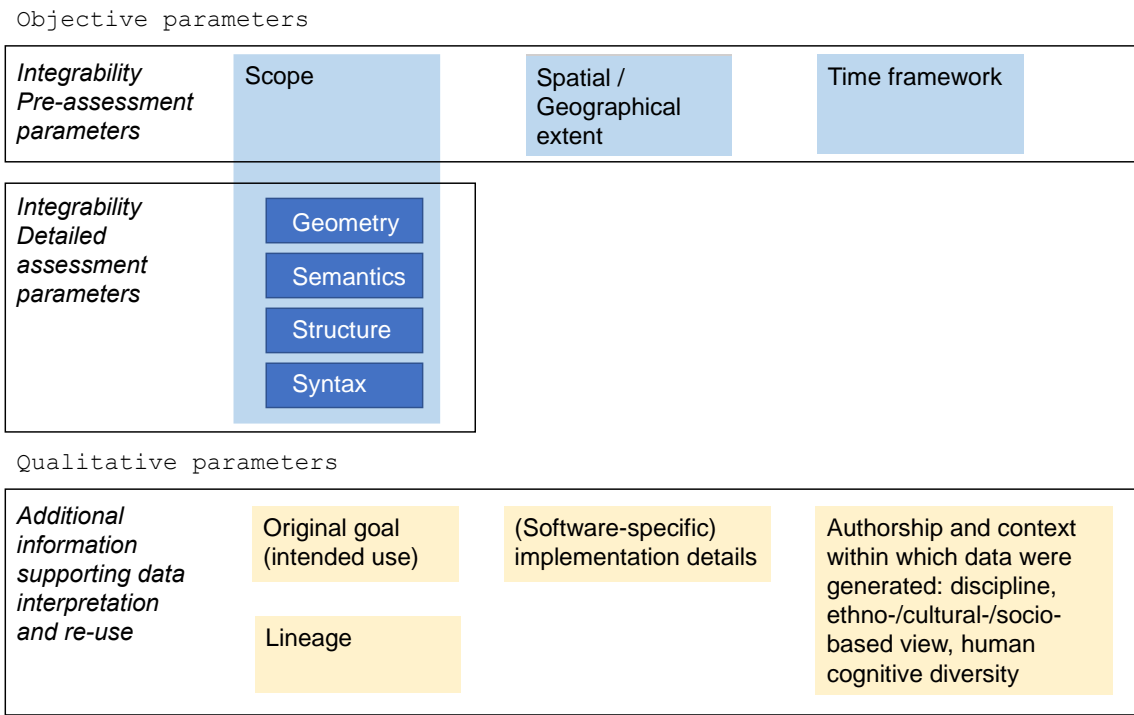 Objective parameters
Integrability
Pre-assessment
parameters
Scope
Spatial /
Geographical
extent
Time framework
Integrability
Detailed
assessment
parameters
Geometry
Semantics
Structure
Syntax
Qualitative parameters
Additional
information
supporting data
interpretation
and re-use
Original goal
(intended use)
(Software-specific)
implementation details
Authorship and context
within which data were
generated: discipline,
ethno-/cultural-/socio-
based view, human
cognitive diversity
Lineage